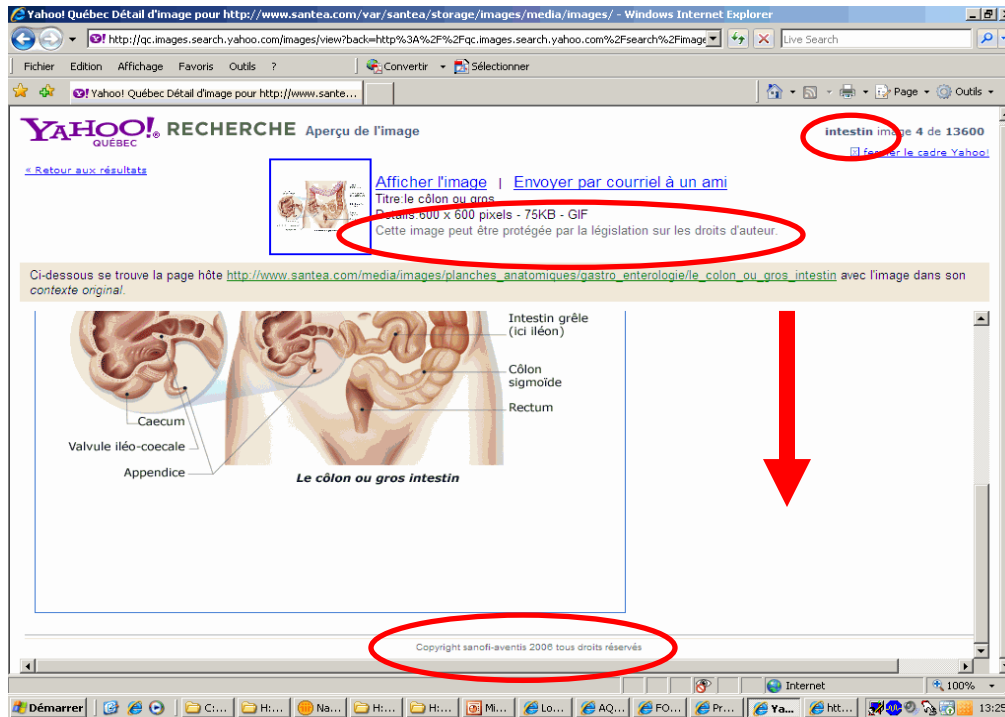 Yahoo! Québec Détail d'image pour http://www.santea.com/var/santea/storage/images/media/images/ - Windows Internet Explorer
http://qc.images.search.yahoo.com/images/view?back=http%3A%2F%2Fqc.images.search.yahoo.com%2Fsearch%2Fimage
Live Search
Fichier Edition Affichage Favoris Outils ? Convertir Sélectionner
Yahoo! Québec Détail d'image pour http://www.sante... Page Outils
YAHOO! RECHERCHE Aperçu de l'image
QUÉBEC
intestin image 4 de 13600
fermer le cadre Yahoo!
« Retour aux résultats
Afficher l'image | Envoyer par courriel à un ami
Titre:le côlon ou gros
Détails:600 x 600 pixels - 75KB - GIF
Cette image peut être protégée par la législation sur les droits d'auteur.
Ci-dessous se trouve la page hôte http://www.santea.com/media/images/planches_anatomiques/gastro_enterologie/le_colon_ou_gros_intestin avec l'image dans son
contexte original.
Intestin grêle
(ici iléon)
Côlon
sigmoïde
Rectum
Caecum
Valvule iléo-coecale
Appendice
Le côlon ou gros intestin
Copyright sanofi-aventis 2006 tous droits réservés
Internet 100%
Démarrer C:... H:... Na... H:... H:... Mi... Lo... AQ... FO... Pr... Ya... htt...